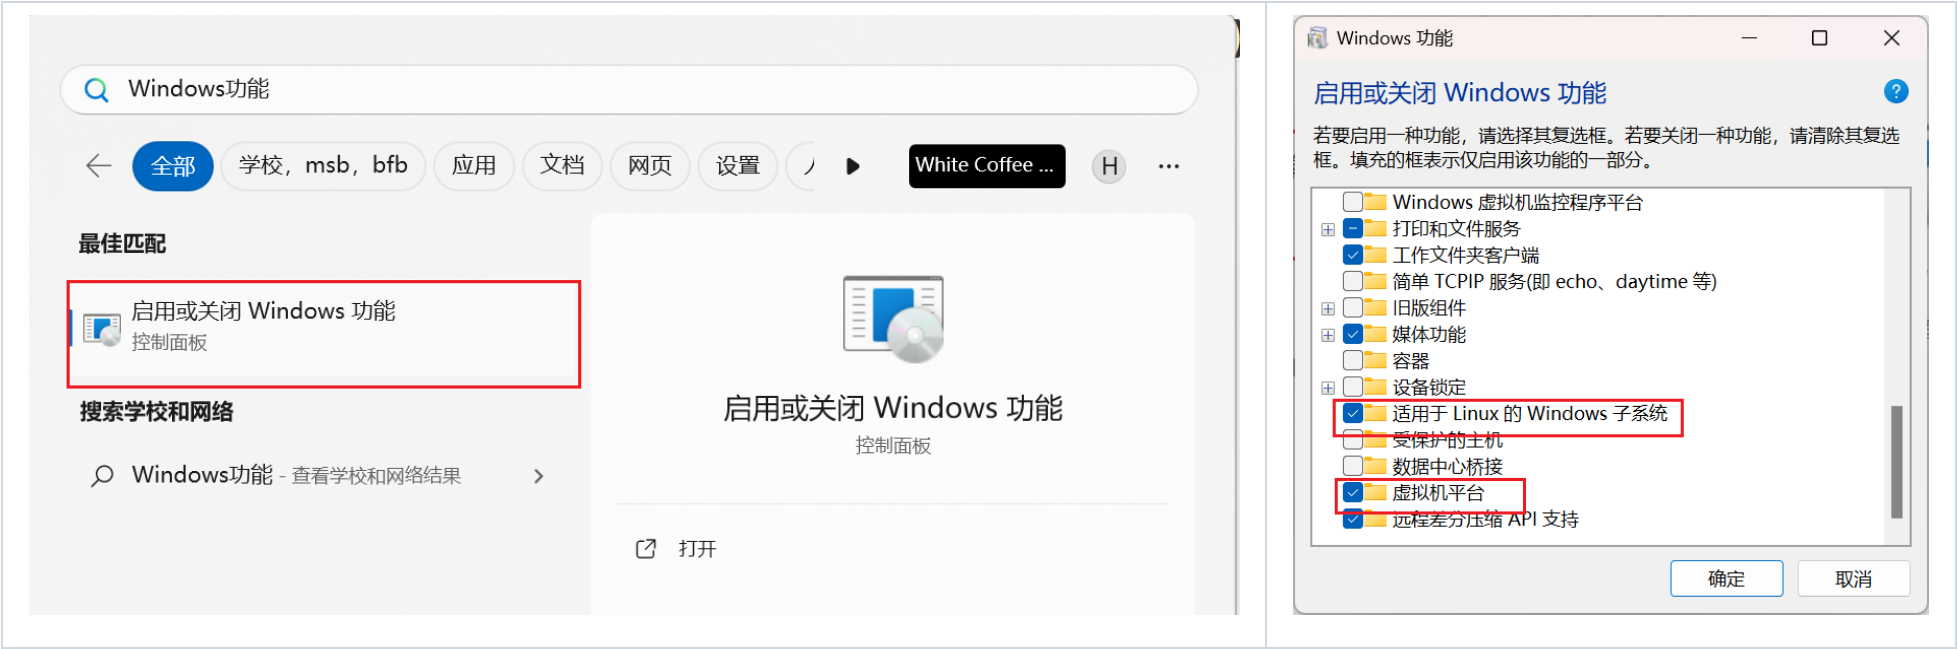 Windows功能
全部
学校，msb，bfb
应用
文档
网页
设置
White Coffee ...
H
最佳匹配
启用或关闭 Windows 功能
控制面板
搜索学校和网络
Windows功能 - 查看学校和网络结果
启用或关闭 Windows 功能
控制面板
打开
Windows 功能
启用或关闭 Windows 功能
若要启用一种功能，请选择其复选框。若要关闭一种功能，请清除其复选
框。填充的框表示仅启用该功能的一部分。
Windows 虚拟机监控程序平台
打印和文件服务
工作文件夹客户端
简单 TCPIP 服务(即 echo、daytime 等)
旧版组件
媒体功能
容器
设备锁定
适用于 Linux 的 Windows 子系统
受保护的主机
数据中心桥接
虚拟机平台
远程差分压缩 API 支持
确定
取消